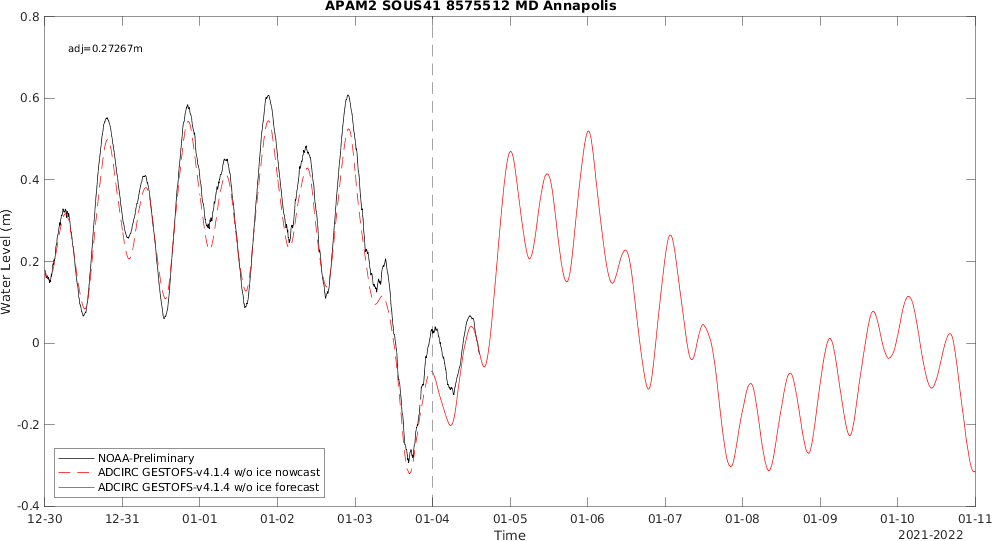 APAM2 SOUS41 8575512 MD Annapolis
adj=0.27267m
Water Level (m)
0.8
0.6
0.4
0.2
0
-0.2
-0.4
NOAA-Preliminary
ADCIRC GESTOFS-v4.1.4 w/o ice nowcast
ADCIRC GESTOFS-v4.1.4 w/o ice forecast
12-30 12-31 01-01 01-02 01-03 01-04 01-05 01-06 01-07 01-08 01-09 01-10 01-11
Time
2021-2022